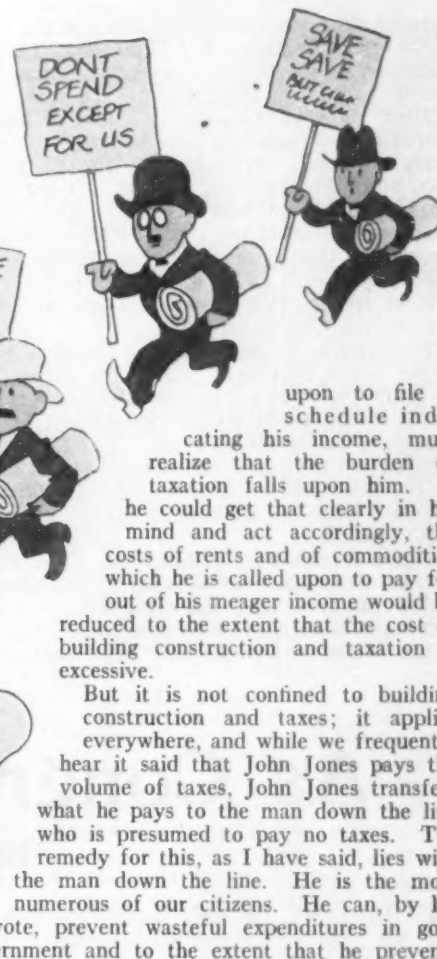 DONT
SPEND
EXCEPT
FOR US
SAVE
SAVE
BUT
upon to file
schedule indi
cating his income, mus
realize that the burden o
taxation falls upon him.
he could get that clearly in h
mind and act accordingly, th
costs of rents and of commoditi
which he is called upon to pay fo
out of his meager income would b
reduced to the extent that the cost o
building construction and taxation
excessive.
But it is not confined to buildin
construction and taxes; it appli
everywhere, and while we frequent
hear it said that John Jones pays th
volume of taxes, John Jones transfe
what he pays to the man down the li
who is presumed to pay no taxes. T
remedy for this, as I have said, lies wi
the man down the line. He is the mo
numerous of our citizens. He can, by h
vote, prevent wasteful expenditures in go
ernment and to the extent that he preven